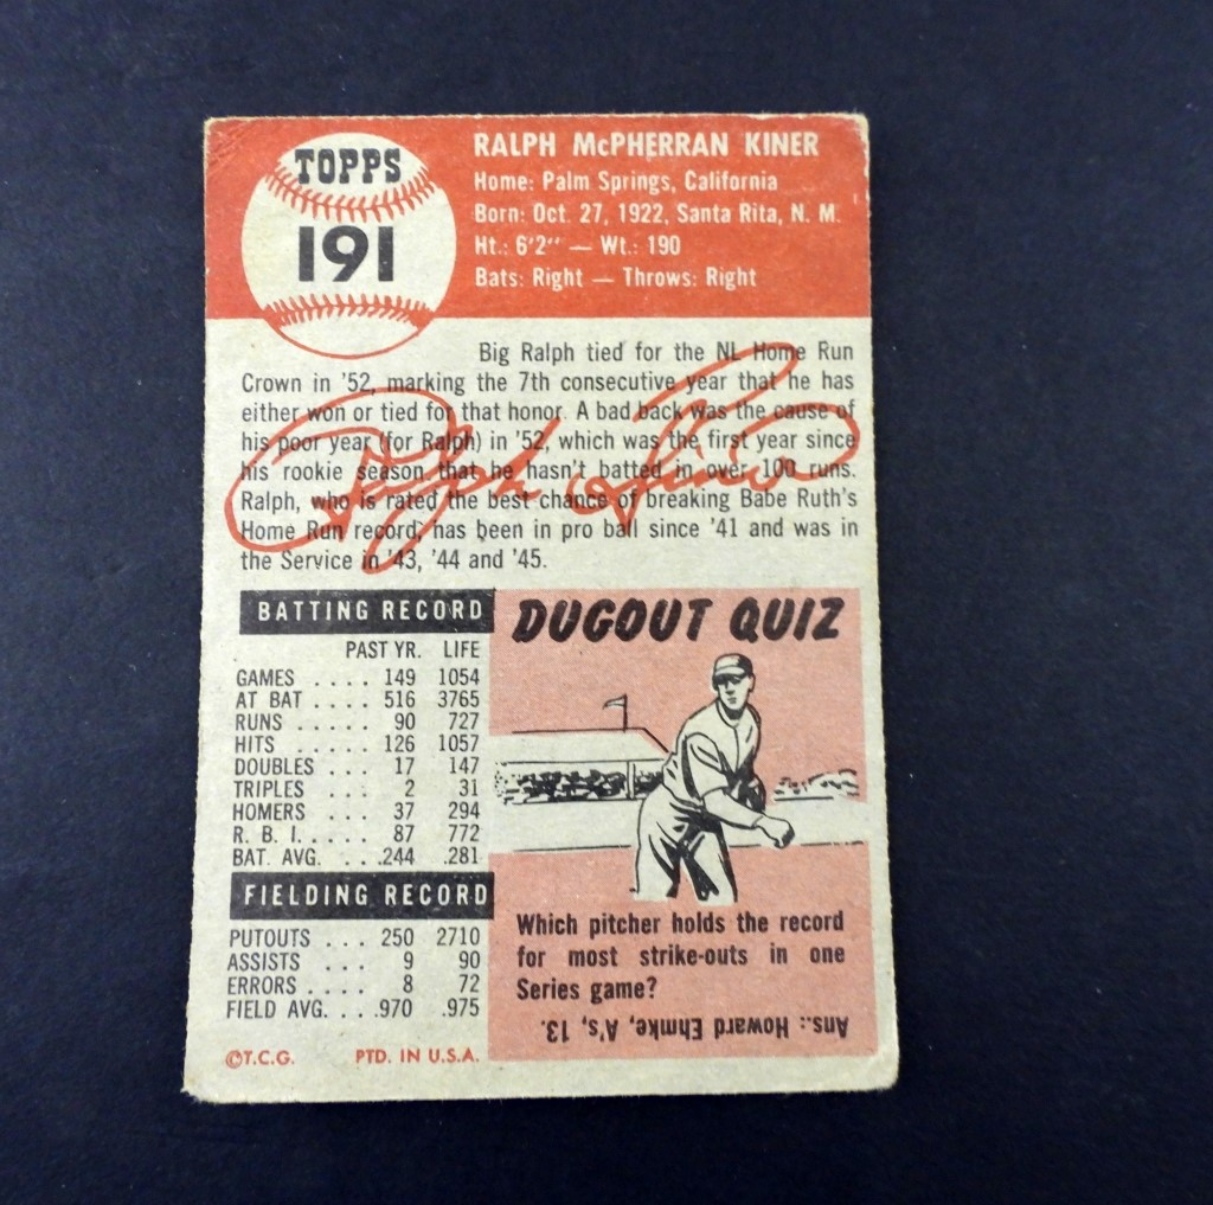 TOPPS
191
RALPH McPHERRAN KINER
Home: Palm Springs, California
Born: Oct. 27, 1922, Santa Rita, N. M.
Ht.: 6'2" — Wt.: 190
Bats: Right — Throws: Right
Big Ralph tied for the NL Home Run
Crown in '52, marking the 7th consecutive year that he has
either won or tied for that honor. A bad back was the cause of
his poor year (for Ralph) in '52, which was the first year since
his rookie season that he hasn't batted in over 100 runs.
Ralph, who is rated the best chance of breaking Babe Ruth's
Home Run record, has been in pro ball since '41 and was in
the Service in '43, '44 and '45.
Ralph Kiner
BATTING RECORD
PAST YR. LIFE
GAMES .... 149 1054
AT BAT .... 516 3765
RUNS ..... 90 727
HITS ..... 126 1057
DOUBLES ... 17 147
TRIPLES ... 2 31
HOMERS ... 37 294
R. B. I. .... 87 772
BAT. AVG. ... .244 .281
FIELDING RECORD
PUTOUTS ... 250 2710
ASSISTS ... 9 90
ERRORS .... 8 72
FIELD AVG. ... .970 .975
©T.C.G. PTD. IN U.S.A.
DUGOUT QUIZ
Which pitcher holds the record
for most strike-outs in one
Series game?
Ans.: Howard Ehmke, A's, 13.